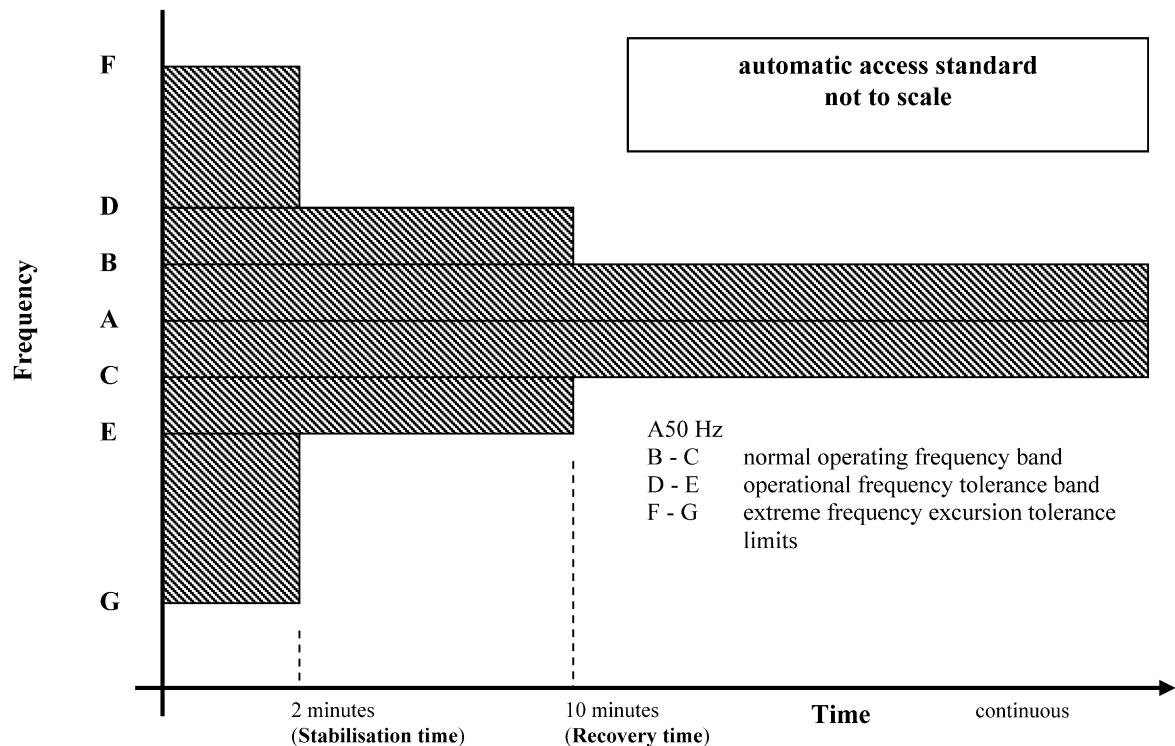 F
automatic access standard
not to scale
D
B
Frequency
A
C
E
A50 Hz
B - C normal operating frequency band
D - E operational frequency tolerance band
F - G extreme frequency excursion tolerance
limits
G
2 minutes
(Stabilisation time)
10 minutes
(Recovery time)
Time
continuous